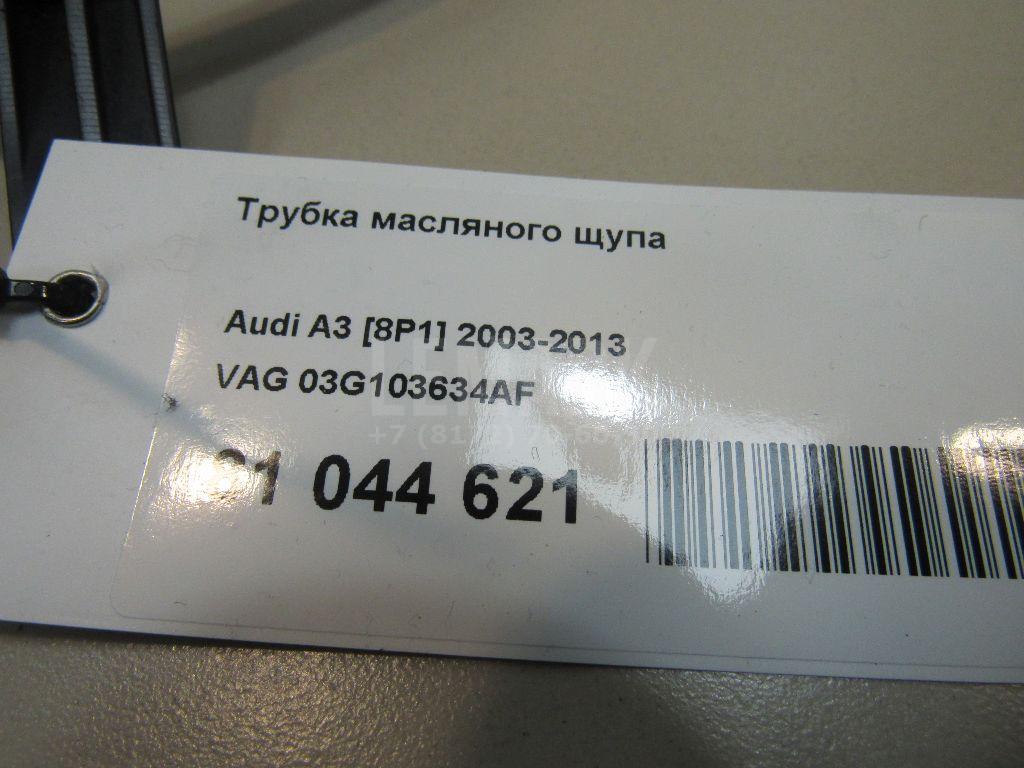 Трубка масляного щупа
Audi A3 [8P1] 2003-2013
VAG 03G103634AF
044 621